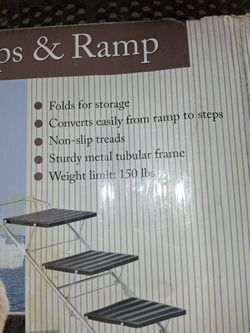 ps & Ramp
Folds for storage
Converts easily from ramp to steps
Non-slip treads
Sturdy metal tubular frame
Weight limit: 150 lbs